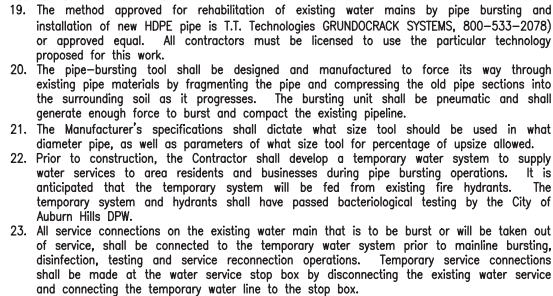 19. The method approved for rehabilitation of existing water mains by pipe bursting and
installation of new HDPE pipe is T.T. Technologies GRUNDOCRACK SYSTEMS, 800-533-2078)
or approved equal. All contractors must be licensed to use the particular technology
proposed for this work.
20. The pipe-bursting tool shall be designed and manufactured to force its way through
existing pipe materials by fragmenting the pipe and compressing the old pipe sections into
the surrounding soil as it progresses. The bursting unit shall be pneumatic and shall
generate enough force to burst and compact the existing pipeline.
21. The Manufacturer's specifications shall dictate what size tool should be used in what
diameter pipe, as well as parameters of what size tool for percentage of upsize allowed.
22. Prior to construction, the Contractor shall develop a temporary water system to supply
water services to area residents and businesses during pipe bursting operations. It is
anticipated that the temporary system will be fed from existing fire hydrants. The
temporary system and hydrants shall have passed bacteriological testing by the City of
Auburn Hills DPW.
23. All service connections on the existing water main that is to be burst or will be taken out
of service, shall be connected to the temporary water system prior to mainline bursting,
disinfection, testing and service reconnection operations. Temporary service connections
shall be made at the water service stop box by disconnecting the existing water service
and connecting the temporary water line to the stop box.